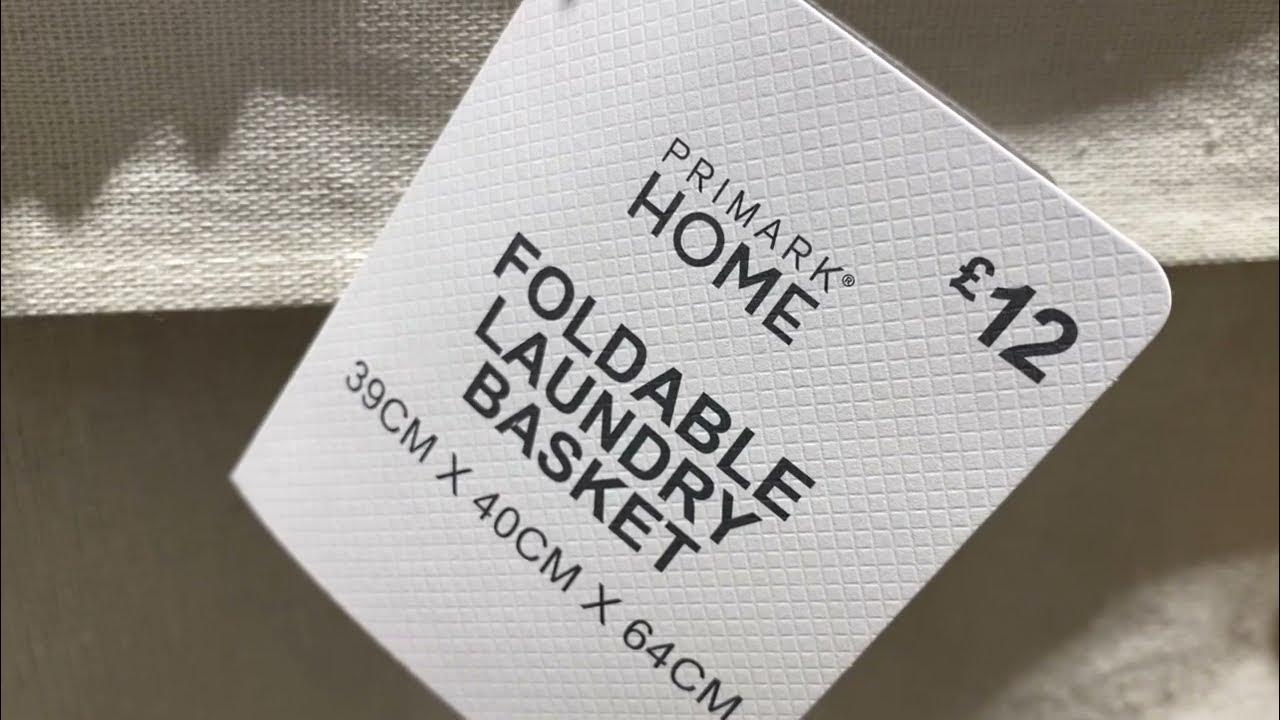 PRIMARK®
HOME
£12
FOLDABLE
LAUNDRY
BASKET
39CM X 40CM X 64CM